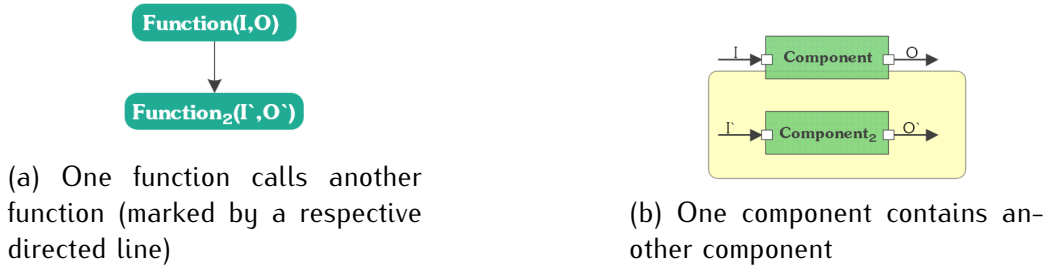 Function(I,O)
Function₂(I`,O`)
(a) One function calls another
function (marked by a respective
directed line)
I Component O
I` Component₂ O`
(b) One component contains an-
other component